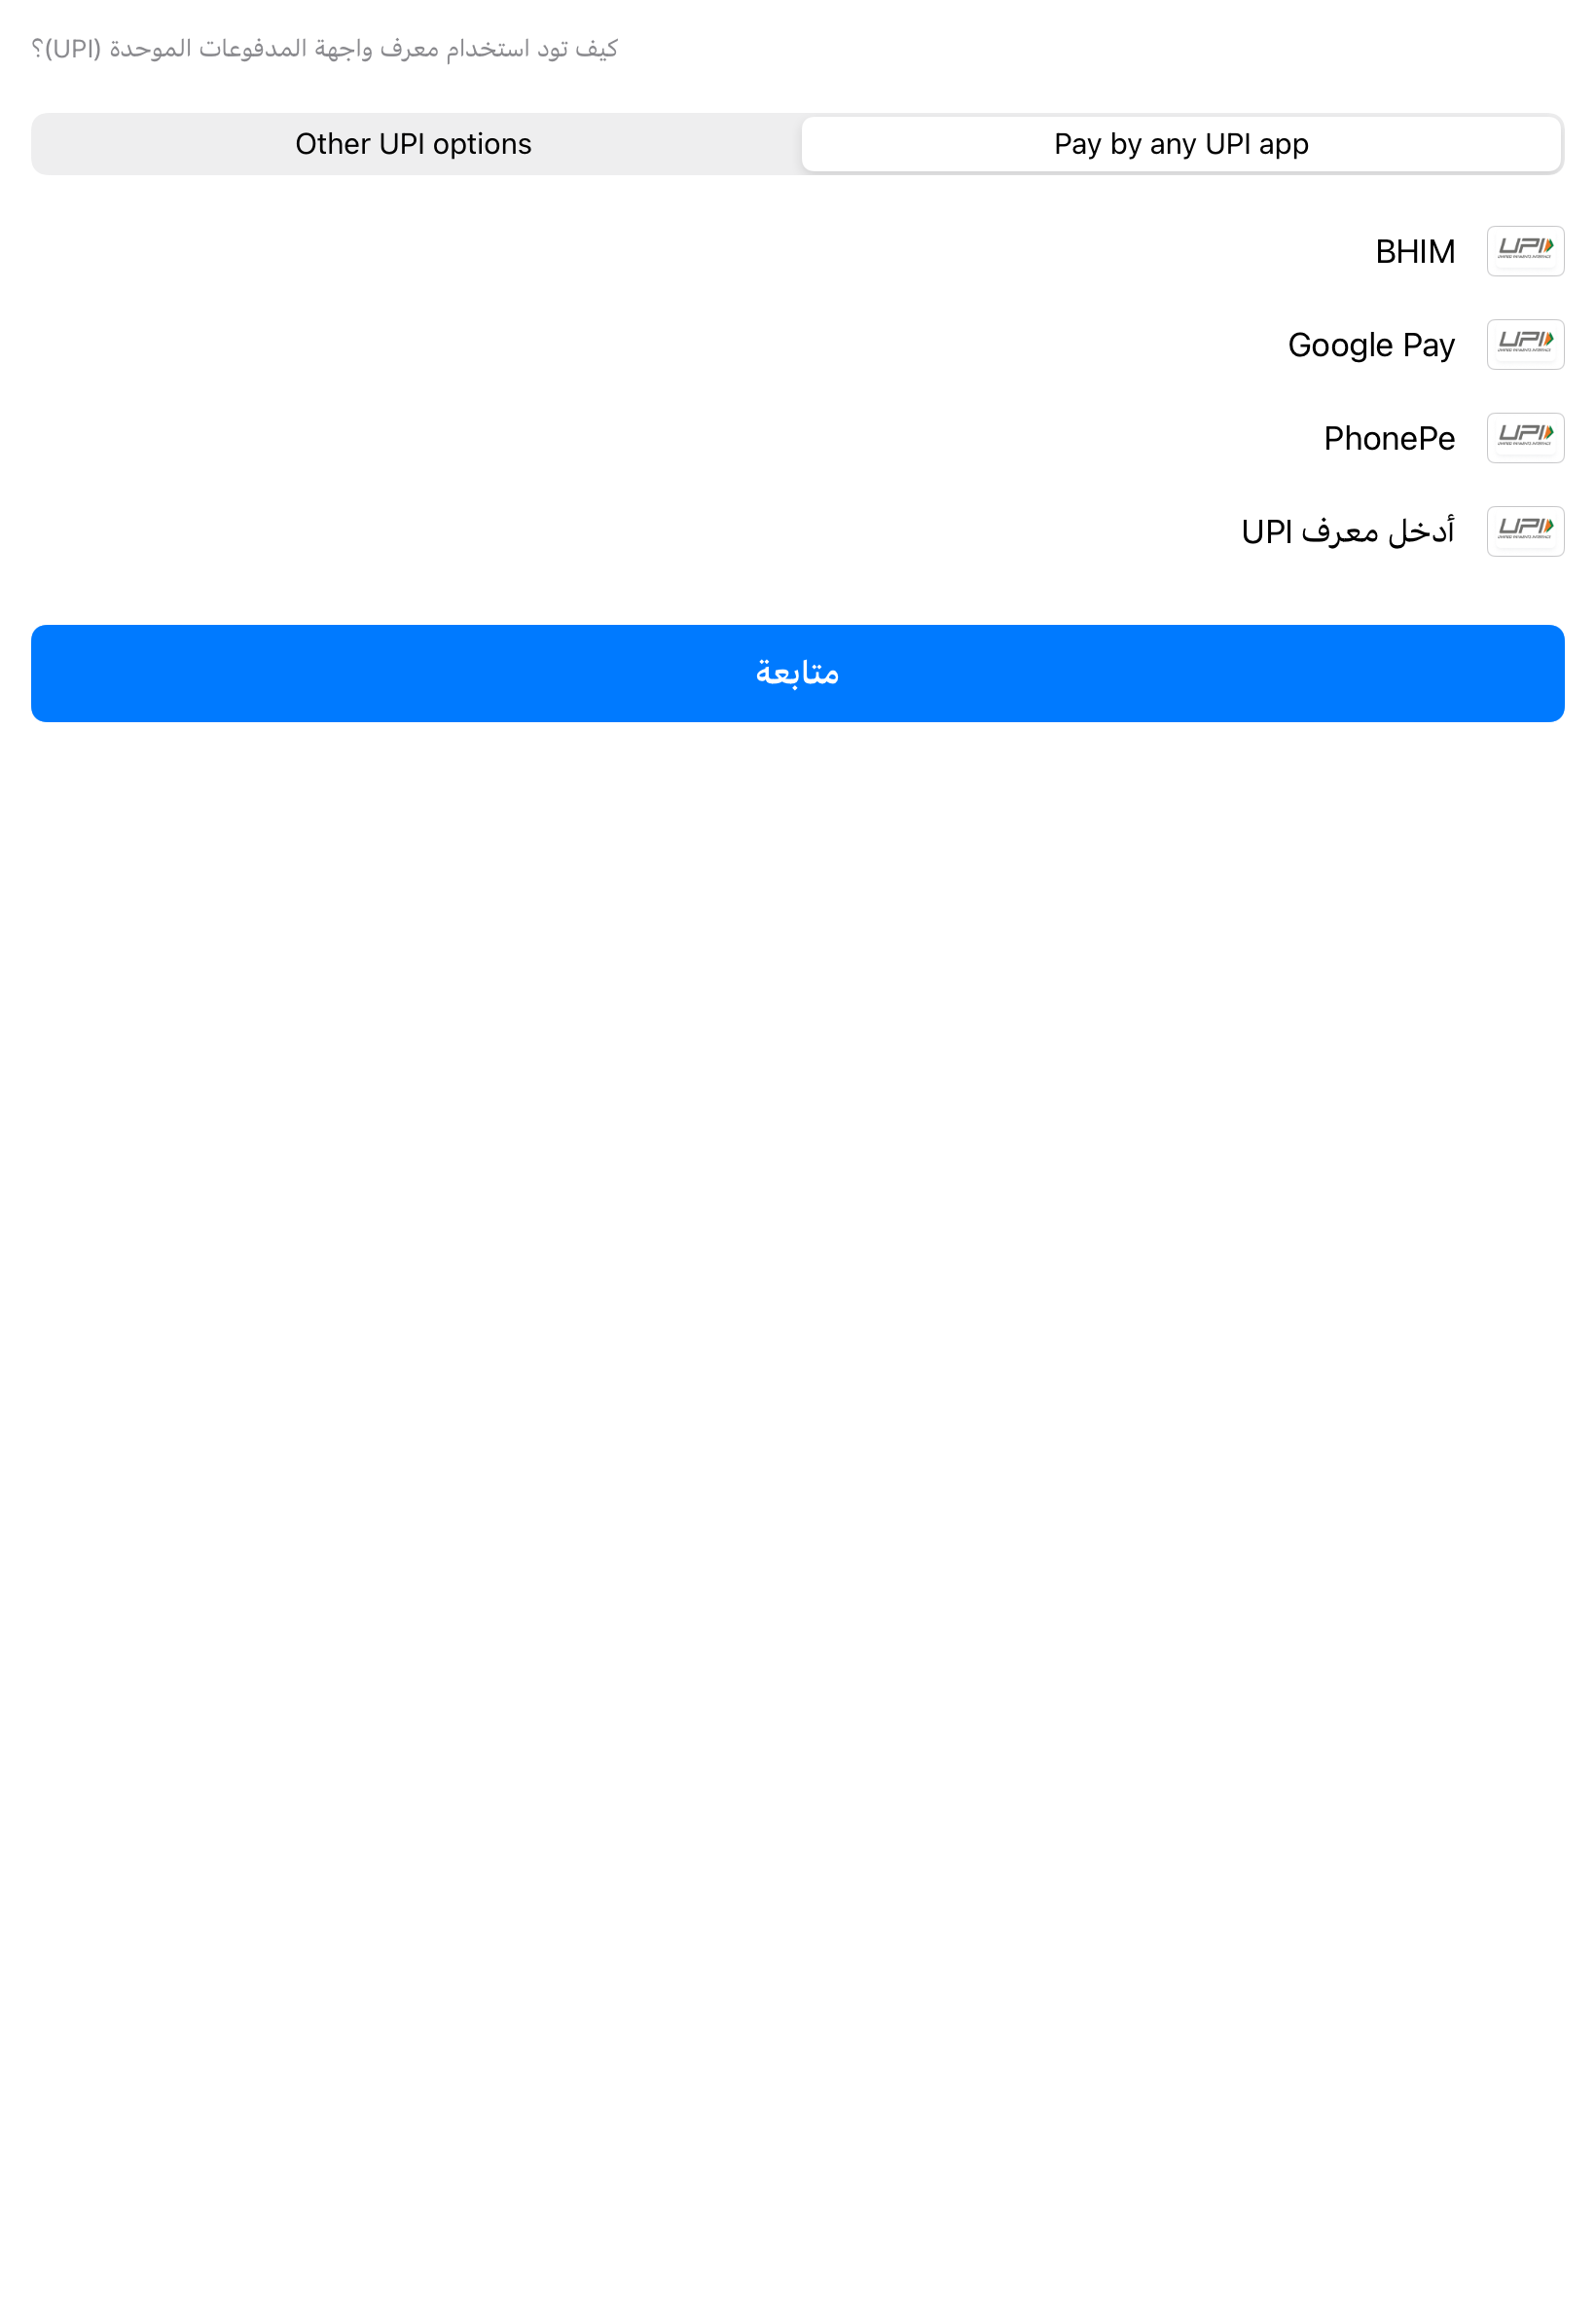 كيف تود استخدام معرف واجهة المدفوعات الموحدة (UPI)؟
Pay by any UPI app
Other UPI options
UPI
BHIM
UPI
Google Pay
UPI
PhonePe
UPI
أدخل معرف UPI
متابعة